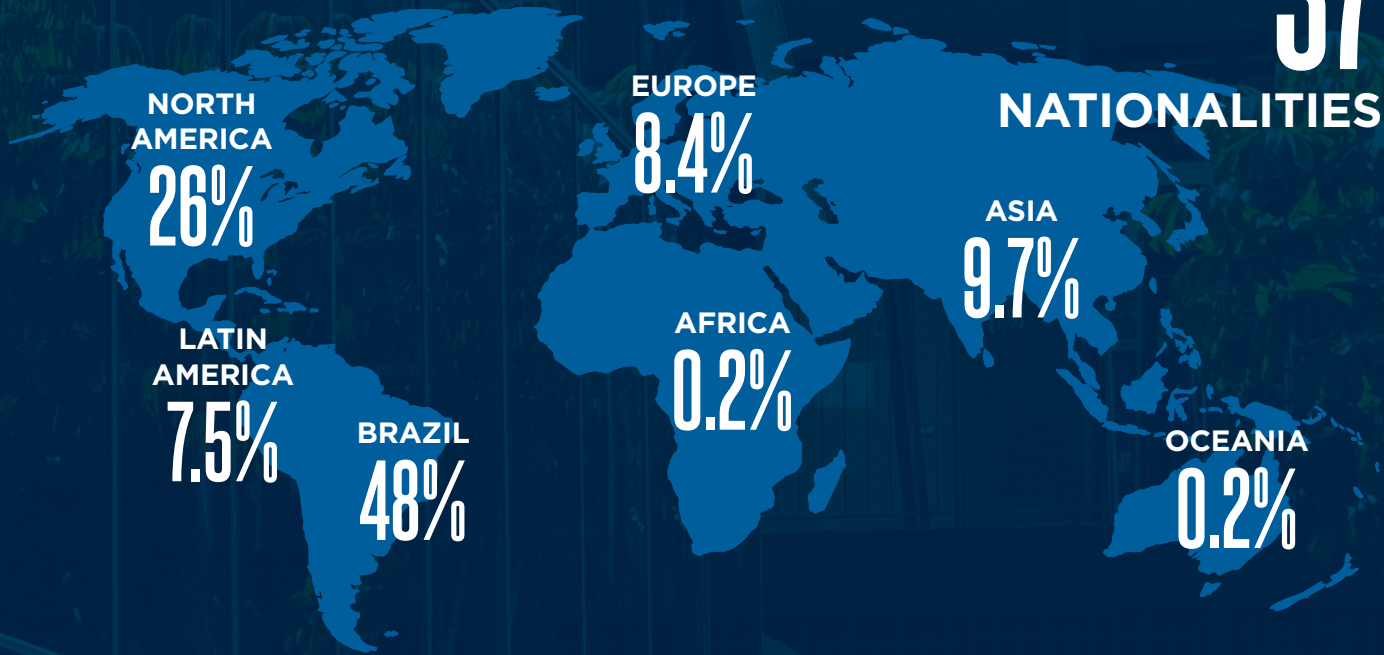 NATIONALITIES
NORTH
AMERICA
26%
EUROPE
8.4%
ASIA
9.7%
LATIN
AMERICA
7.5%
BRAZIL
48%
AFRICA
0.2%
OCEANIA
0.2%